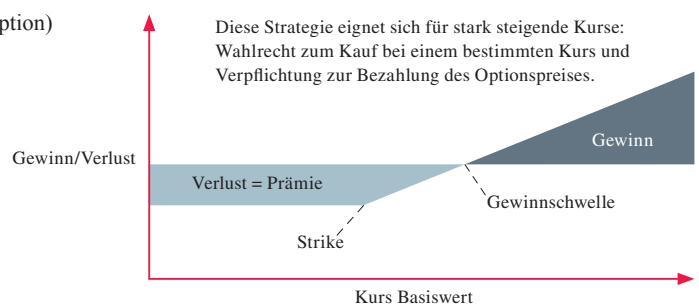 ption)
Diese Strategie eignet sich für stark steigende Kurse:
Wahlrecht zum Kauf bei einem bestimmten Kurs und
Verpflichtung zur Bezahlung des Optionspreises.
Gewinn
Gewinn/Verlust
Verlust = Prämie
Gewinnschwelle
Strike
Kurs Basiswert